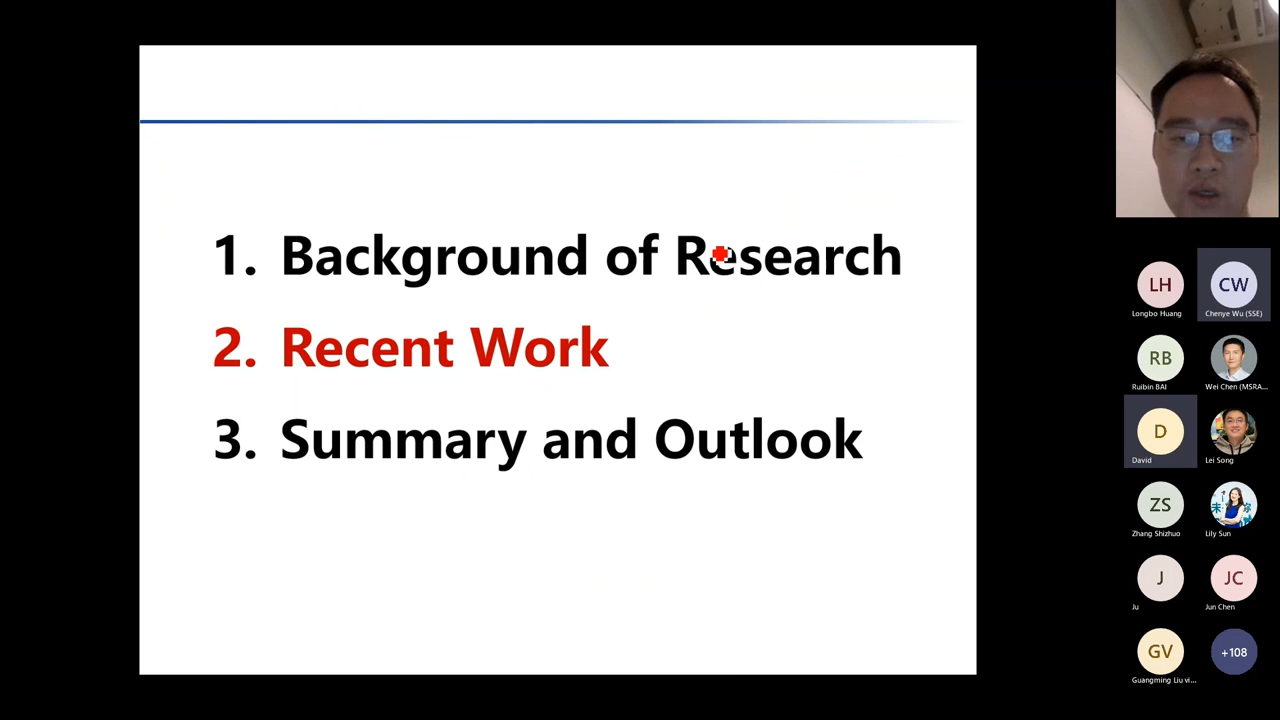 1. Background of Research
2. Recent Work
3. Summary and Outlook
LH
Longbo Huang
CW
Chenye Wu (SSE)
RB
Ruibin BAI
Wei Chen (MSRA...
D
David
Lei Song
ZS
Zhang Shizhuo
Lily Sun
J
Ju
JC
Jun Chen
GV
Guangming Liu vi...
+108